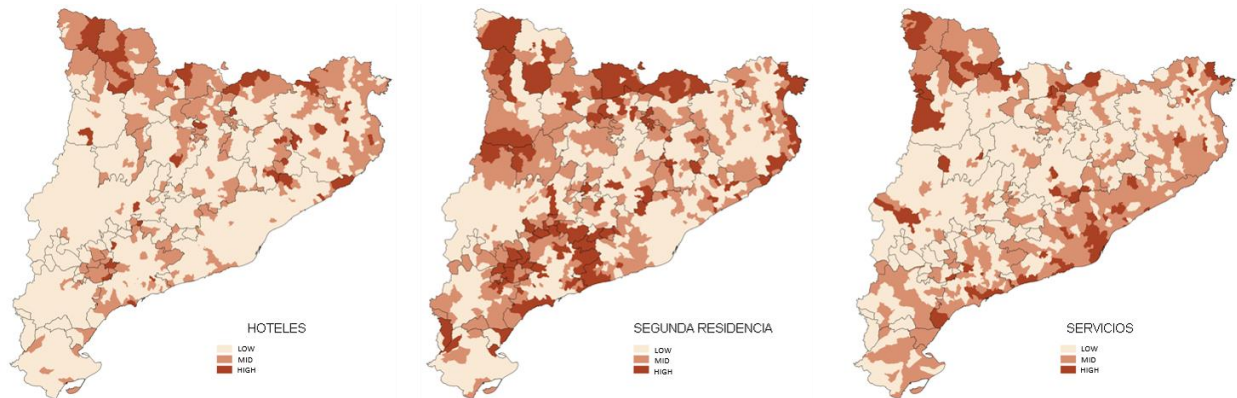 HOTELES
LOW
MID
HIGH
SEGUNDA RESIDENCIA
LOW
MID
HIGH
SERVICIOS
LOW
MID
HIGH